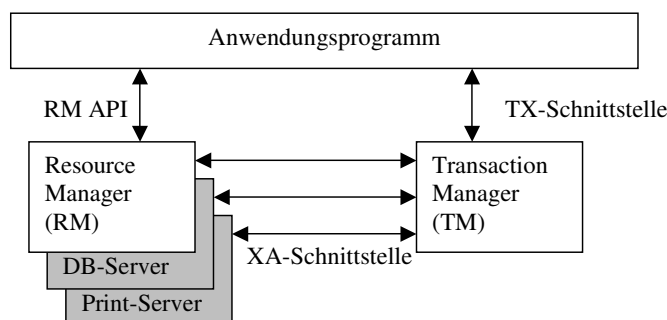 Anwendungsprogramm
RM API
TX-Schnittstelle
Resource
Manager
(RM)
Transaction
Manager
(TM)
DB-Server
XA-Schnittstelle
Print-Server